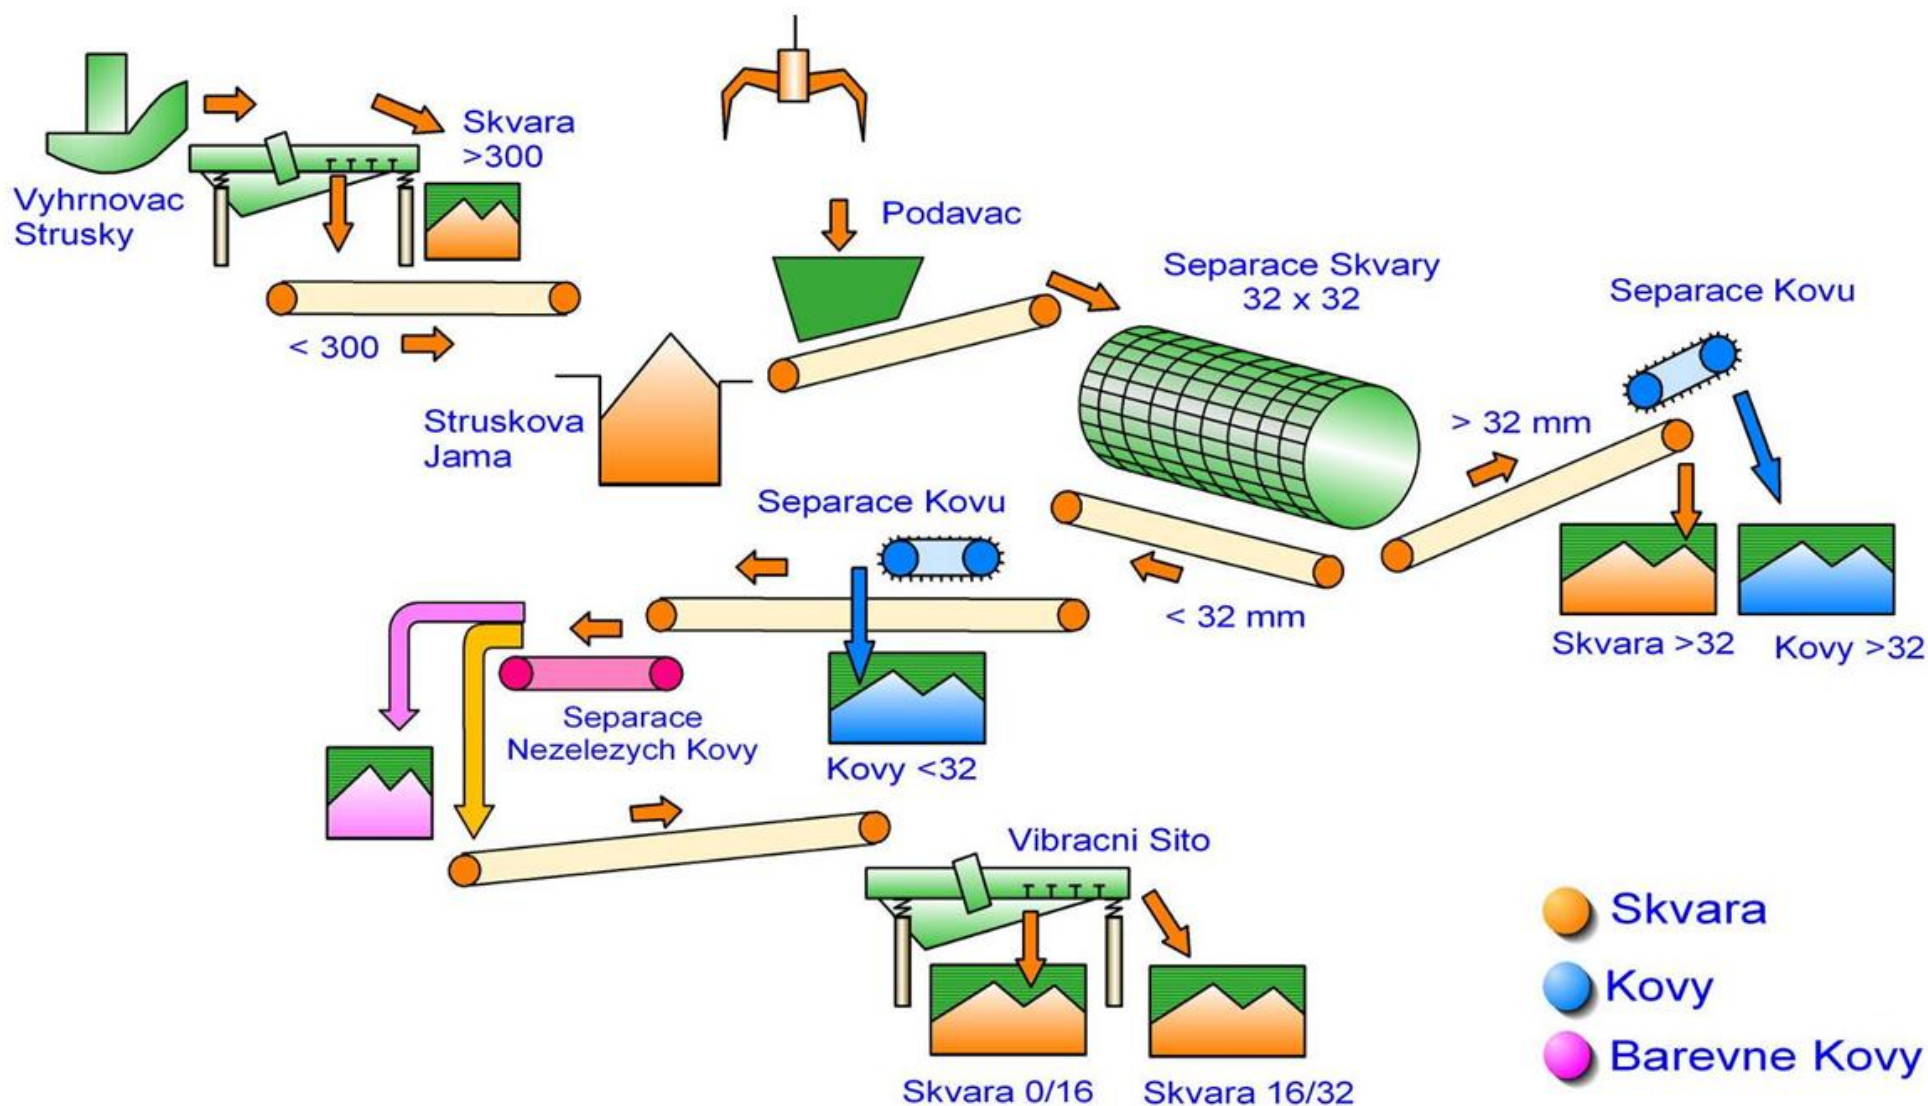 Skvara
>300
Vyhrnovac
Strusky
Podavac
Separace Skvary
32 x 32
Separace Kovu
< 300
Struskova
Jama
> 32 mm
Separace Kovu
< 32 mm
Skvara >32
Kovy >32
Separace
Nezelezych Kovy
Kovy <32
Vibracni Sito
Skvara
Kovy
Barevne Kovy
Skvara 0/16
Skvara 16/32